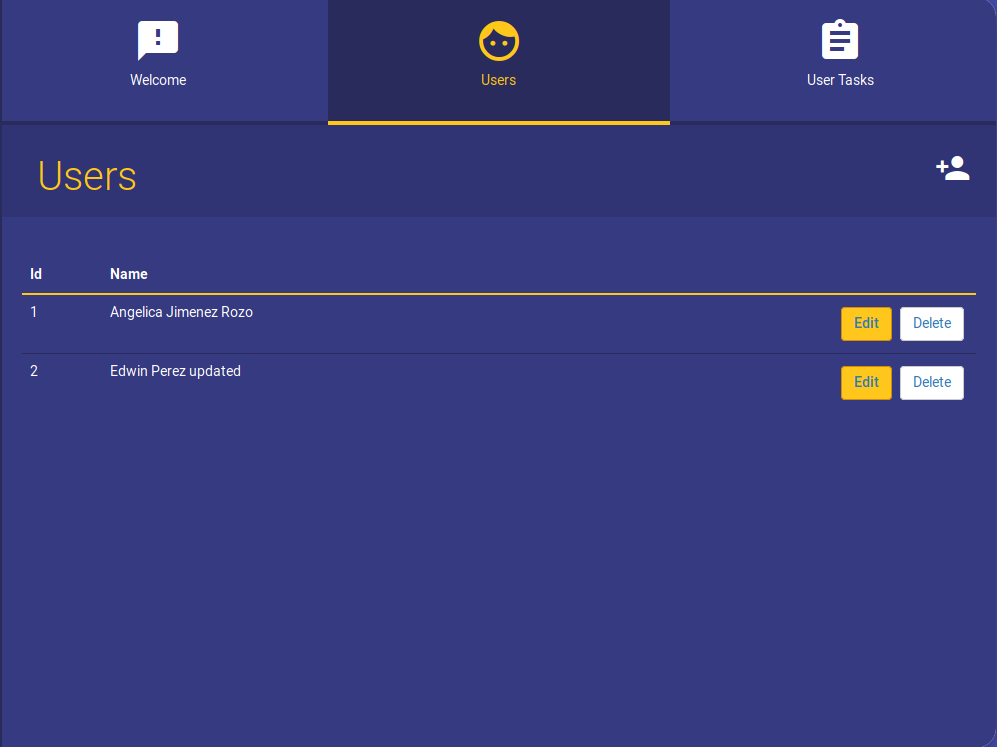 Welcome
Users
User Tasks
Users
Id Name
1 Angelica Jimenez Rozo Edit Delete
2 Edwin Perez updated Edit Delete